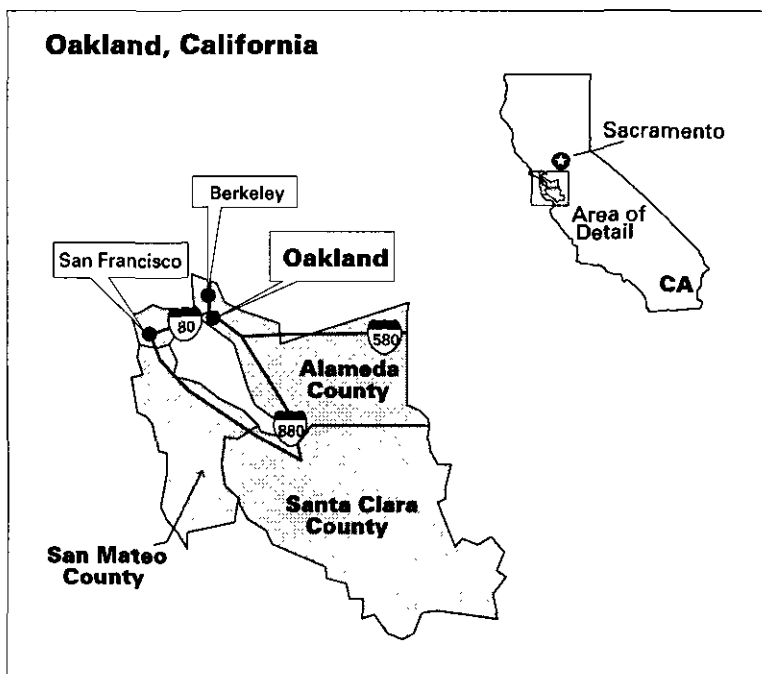 Oakland, California
Sacramento
Area of
Detail
CA
Berkeley
San Francisco
Oakland
80
580
Alameda
County
880
Santa Clara
County
San Mateo
County